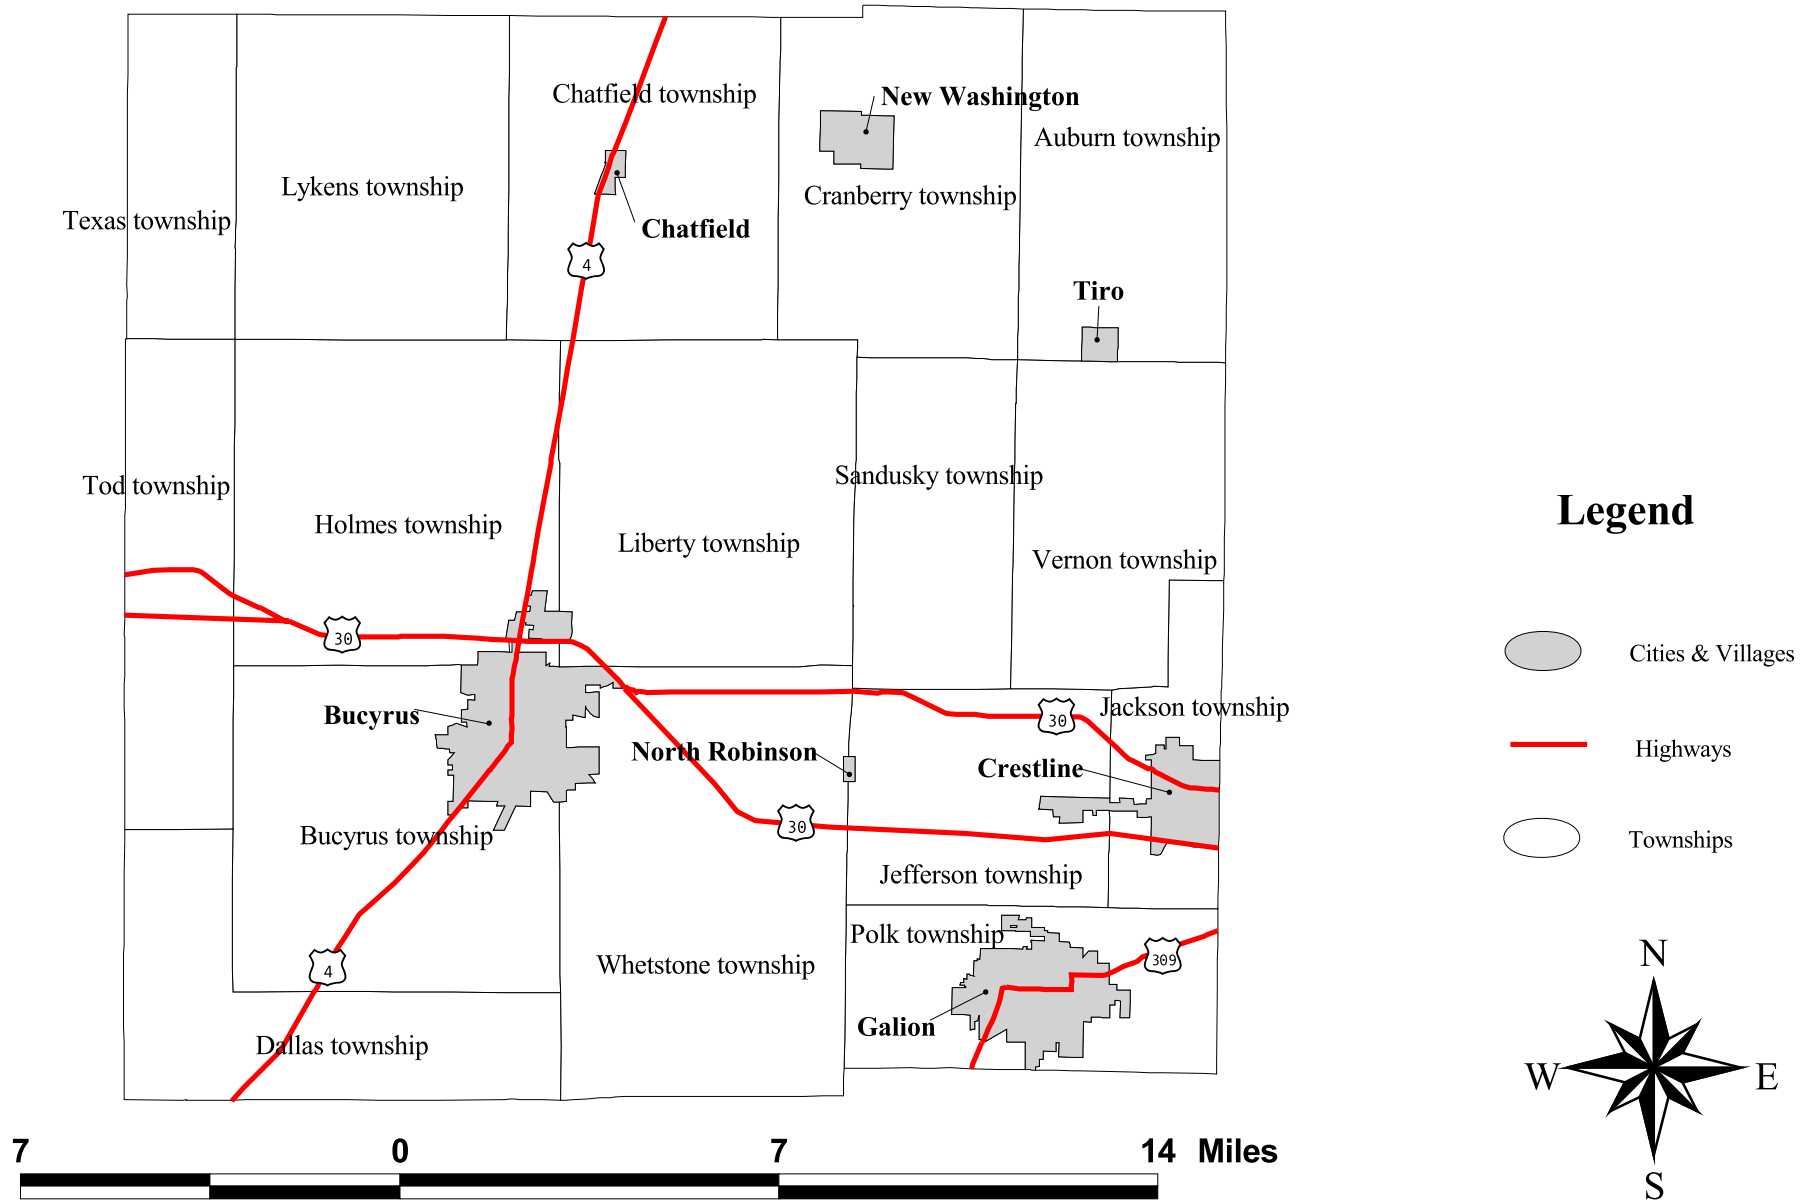 Chatfield township
New Washington
Auburn township
Lykens township
Cranberry township
Texas township
Chatfield
4
Tiro
Sandusky township
Tod township
Holmes township
Liberty township
Vernon township
Legend
30
Cities & Villages
Bucyrus
30
Jackson township
North Robinson
Crestline
Highways
30
Bucyrus township
Townships
Jefferson township
Polk township
309
4
Whetstone township
Galion
Dallas township
N
W
E
S
7 0 7 14 Miles